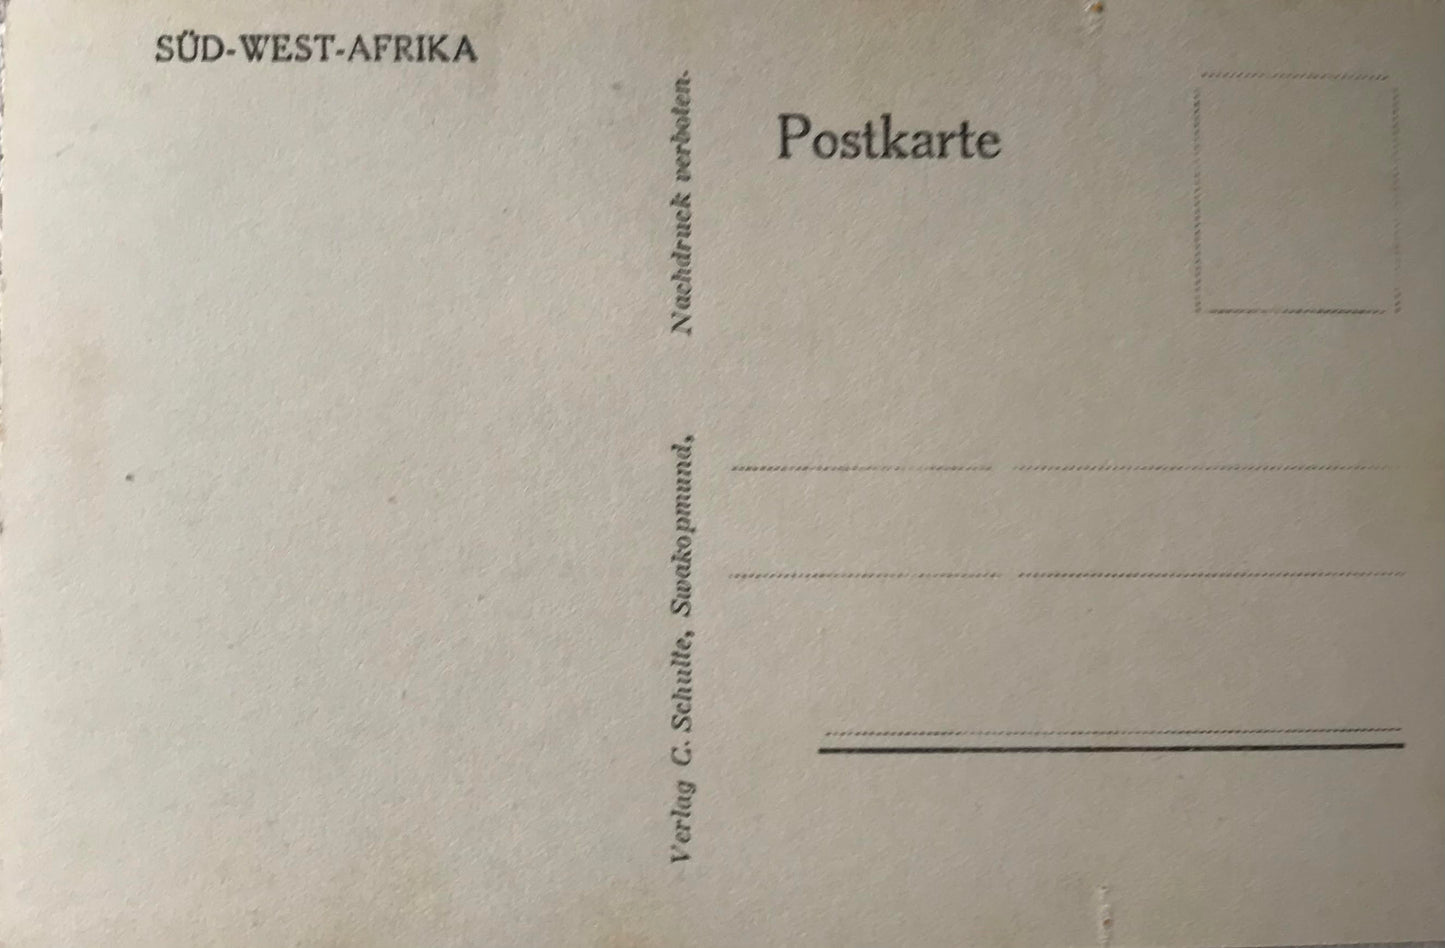 SÜD-WEST-AFRIKA
Verlag C. Schulte, Swakopmund, Nachdruck verboten.
Postkarte